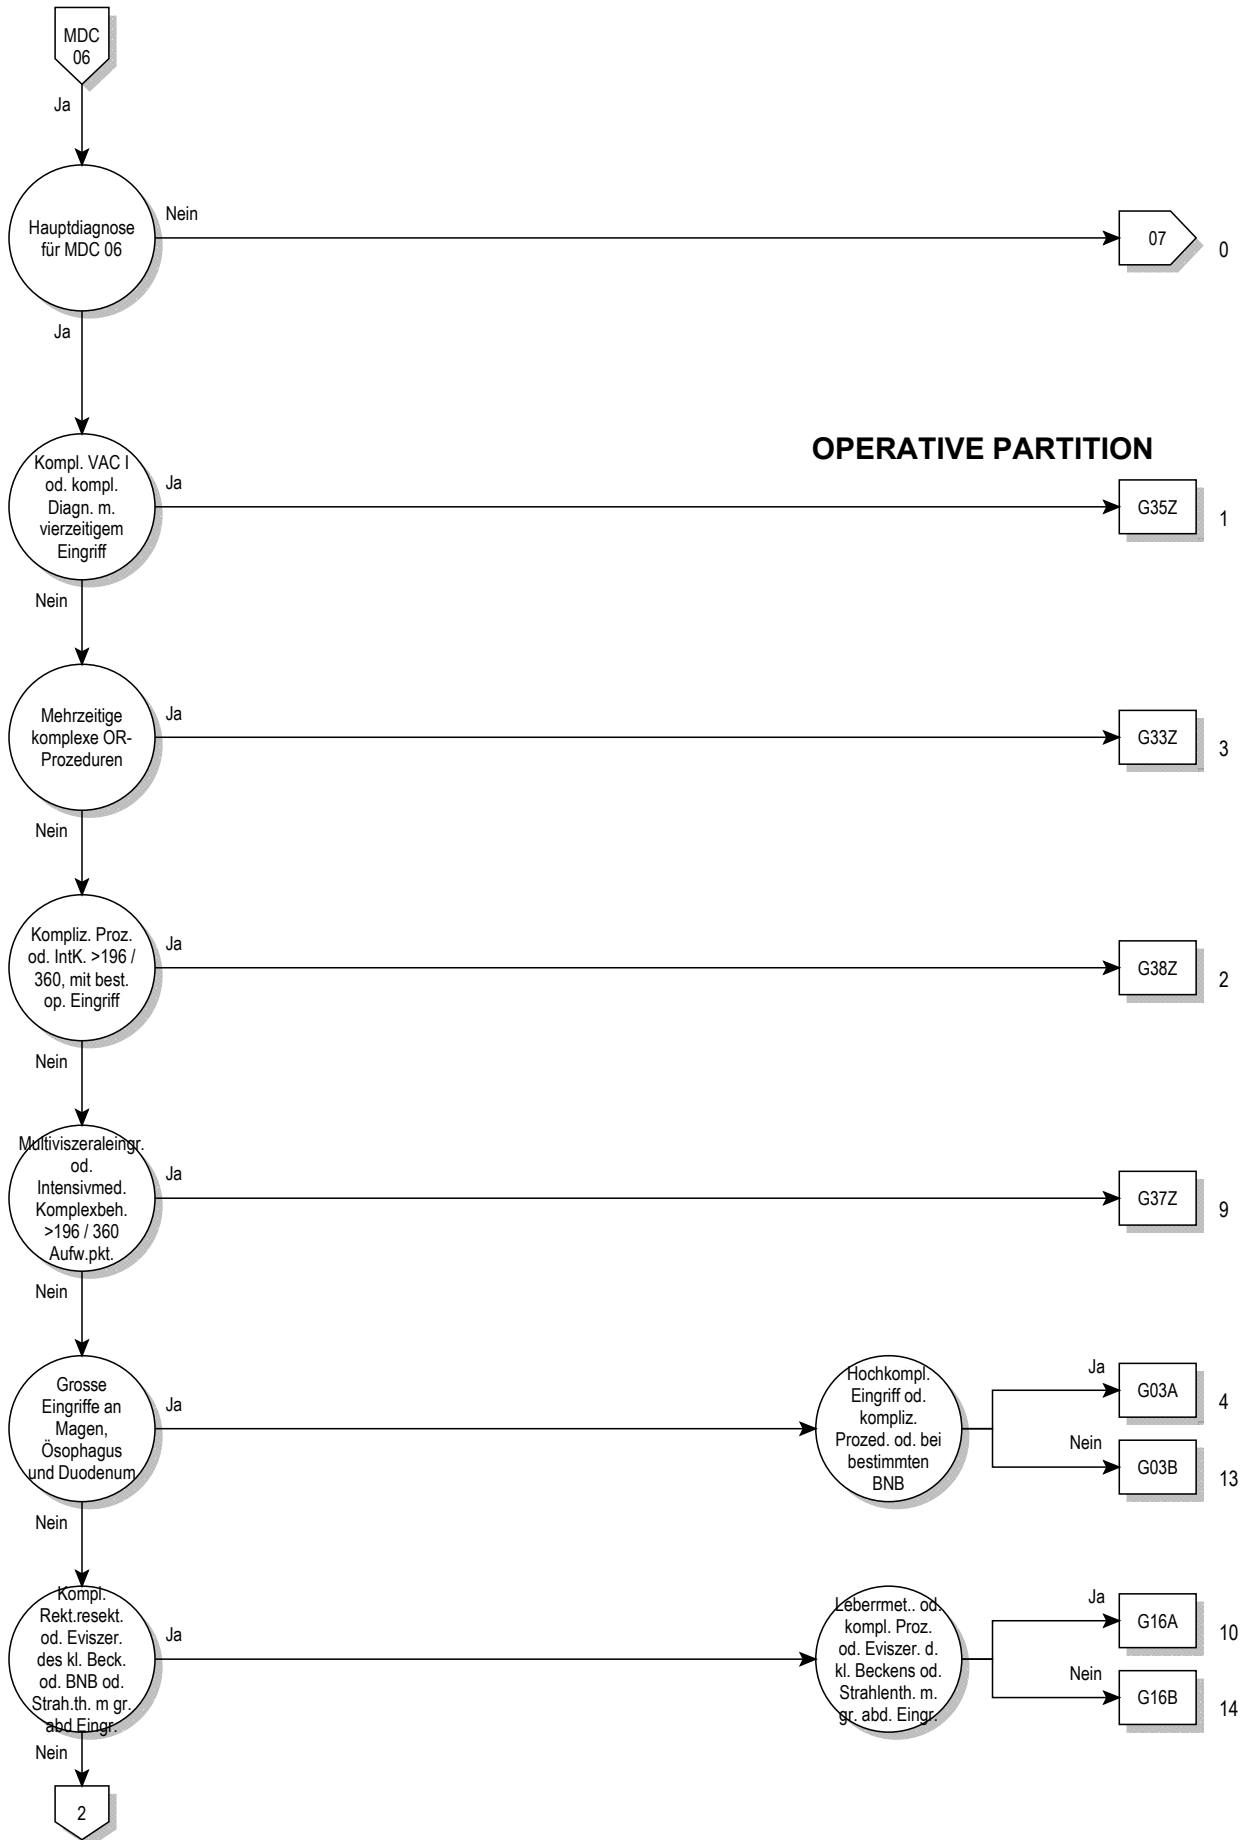 MDC
06
Ja
Hauptdiagnose
für MDC 06
Nein
07
0
Ja
OPERATIVE PARTITION
Kompl. VAC I
od. kompl.
Diagn. m.
vierzeitigem
Eingriff
Ja
G35Z
1
Nein
Mehrzeitige
komplexe OR-
Prozeduren
Ja
G33Z
3
Nein
Kompliz. Proz.
od. IntK. >196 /
360, mit best.
op. Eingriff
Ja
G38Z
2
Nein
Multiviszeraleingr.
od.
Intensivmed.
Komplexbeh.
>196 / 360
Aufw.pkt.
Ja
G37Z
9
Nein
Grosse
Eingriffe an
Magen,
Ösophagus
und Duodenum
Ja
Hochkompl.
Eingriff od.
kompliz.
Prozed. od. bei
bestimmten
BNB
Ja
G03A
4
Nein
G03B
13
Nein
Kompl.
Rekt.resekt.
od. Eviszer.
des kl. Beck.
od. BNB od.
Strah.th. m gr.
abd Eingr.
Ja
Leberrmet.. od.
kompl. Proz.
od. Eviszer. d.
kl. Beckens od.
Strahlenth. m.
gr. abd. Eingr.
Ja
G16A
10
Nein
G16B
14
Nein
2